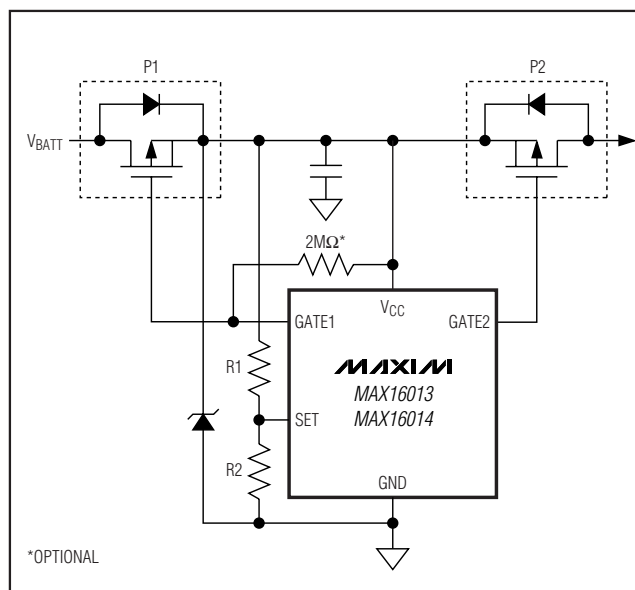 P1
P2
VBATT
2MΩ*
VCC
GATE1
GATE2
R1
MAXIM
MAX16013
MAX16014
SET
R2
GND
*OPTIONAL